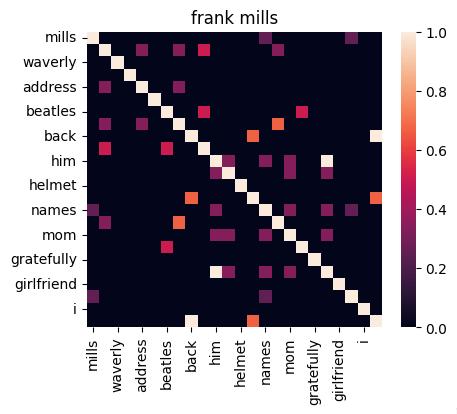 frank mills
mills
waverly
address
beatles
back
him
helmet
names
mom
gratefully
girlfriend
i
1.0
0.8
0.6
0.4
0.2
0.0
mills
waverly
address
beatles
back
him
helmet
names
mom
gratefully
girlfriend
i